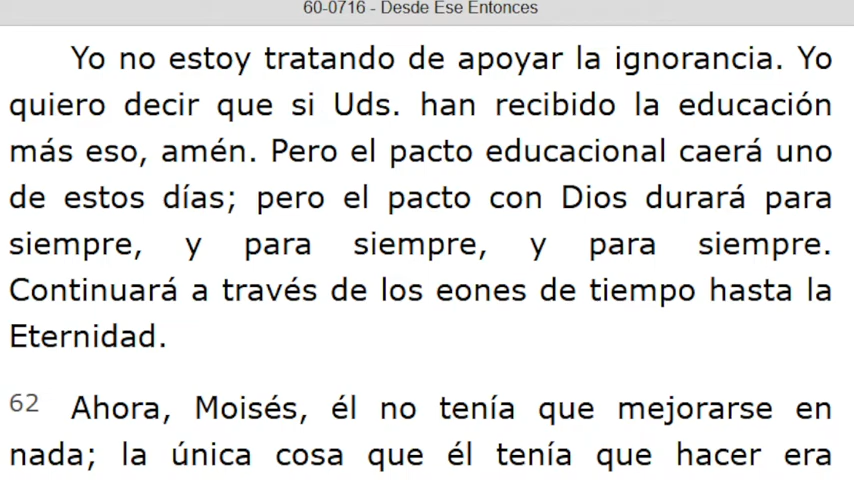 60-0716 - Desde Ese Entonces
Yo no estoy tratando de apoyar la ignorancia. Yo
quiero decir que si Uds. han recibido la educación
más eso, amén. Pero el pacto educacional caerá uno
de estos días; pero el pacto con Dios durará para
siempre, y para siempre, y para siempre.
Continuará a través de los eones de tiempo hasta la
Eternidad.
62 Ahora, Moisés, él no tenía que mejorarse en
nada; la única cosa que él tenía que hacer era